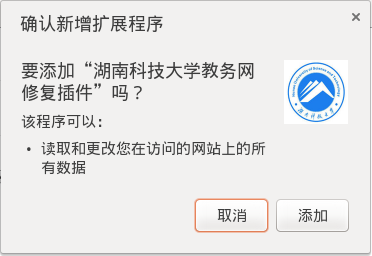 确认新增扩展程序
要添加“湖南科技大学教务网
修复插件”吗？
该程序可以：
• 读取和更改您在访问的网站上的所
有数据
取消
添加